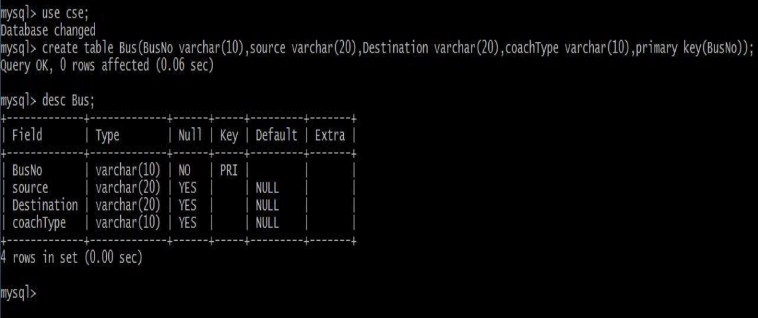 mysql> use cse;
Database changed
mysql> create table Bus(BusNo varchar(10),source varchar(20),Destination varchar(20),coachType varchar(10),primary key(BusNo));
Query OK, 0 rows affected (0.06 sec)
mysql> desc Bus;
+-------------+-------------+------+-----+---------+-------+
| Field       | Type        | Null | Key | Default | Extra |
+-------------+-------------+------+-----+---------+-------+
| BusNo       | varchar(10) | NO   | PRI |         |       |
| source      | varchar(20) | YES  |     | NULL    |       |
| Destination | varchar(20) | YES  |     | NULL    |       |
| coachType   | varchar(10) | YES  |     | NULL    |       |
+-------------+-------------+------+-----+---------+-------+
4 rows in set (0.00 sec)
mysql>